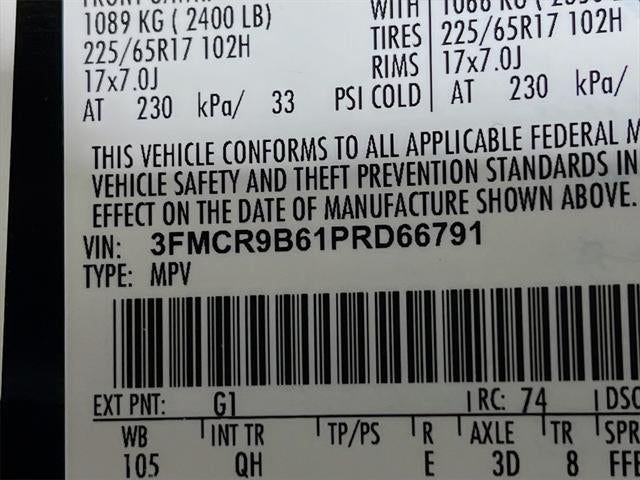 1089 KG ( 2400 LB) WITH
225/65R17 102H TIRES 225/65R17 102H
17x7.0J RIMS 17x7.0J
AT 230 kPa/ 33 PSI COLD AT 230 kPa/
THIS VEHICLE CONFORMS TO ALL APPLICABLE FEDERAL M
VEHICLE SAFETY AND THEFT PREVENTION STANDARDS IN
EFFECT ON THE DATE OF MANUFACTURE SHOWN ABOVE.
VIN: 3FMCR9B61PRD66791
TYPE: MPV
EXT PNT: G1 RC: 74 DSO
WB INT TR TP/PS R AXLE TR SPR
105 QH E 3D 8 FFF